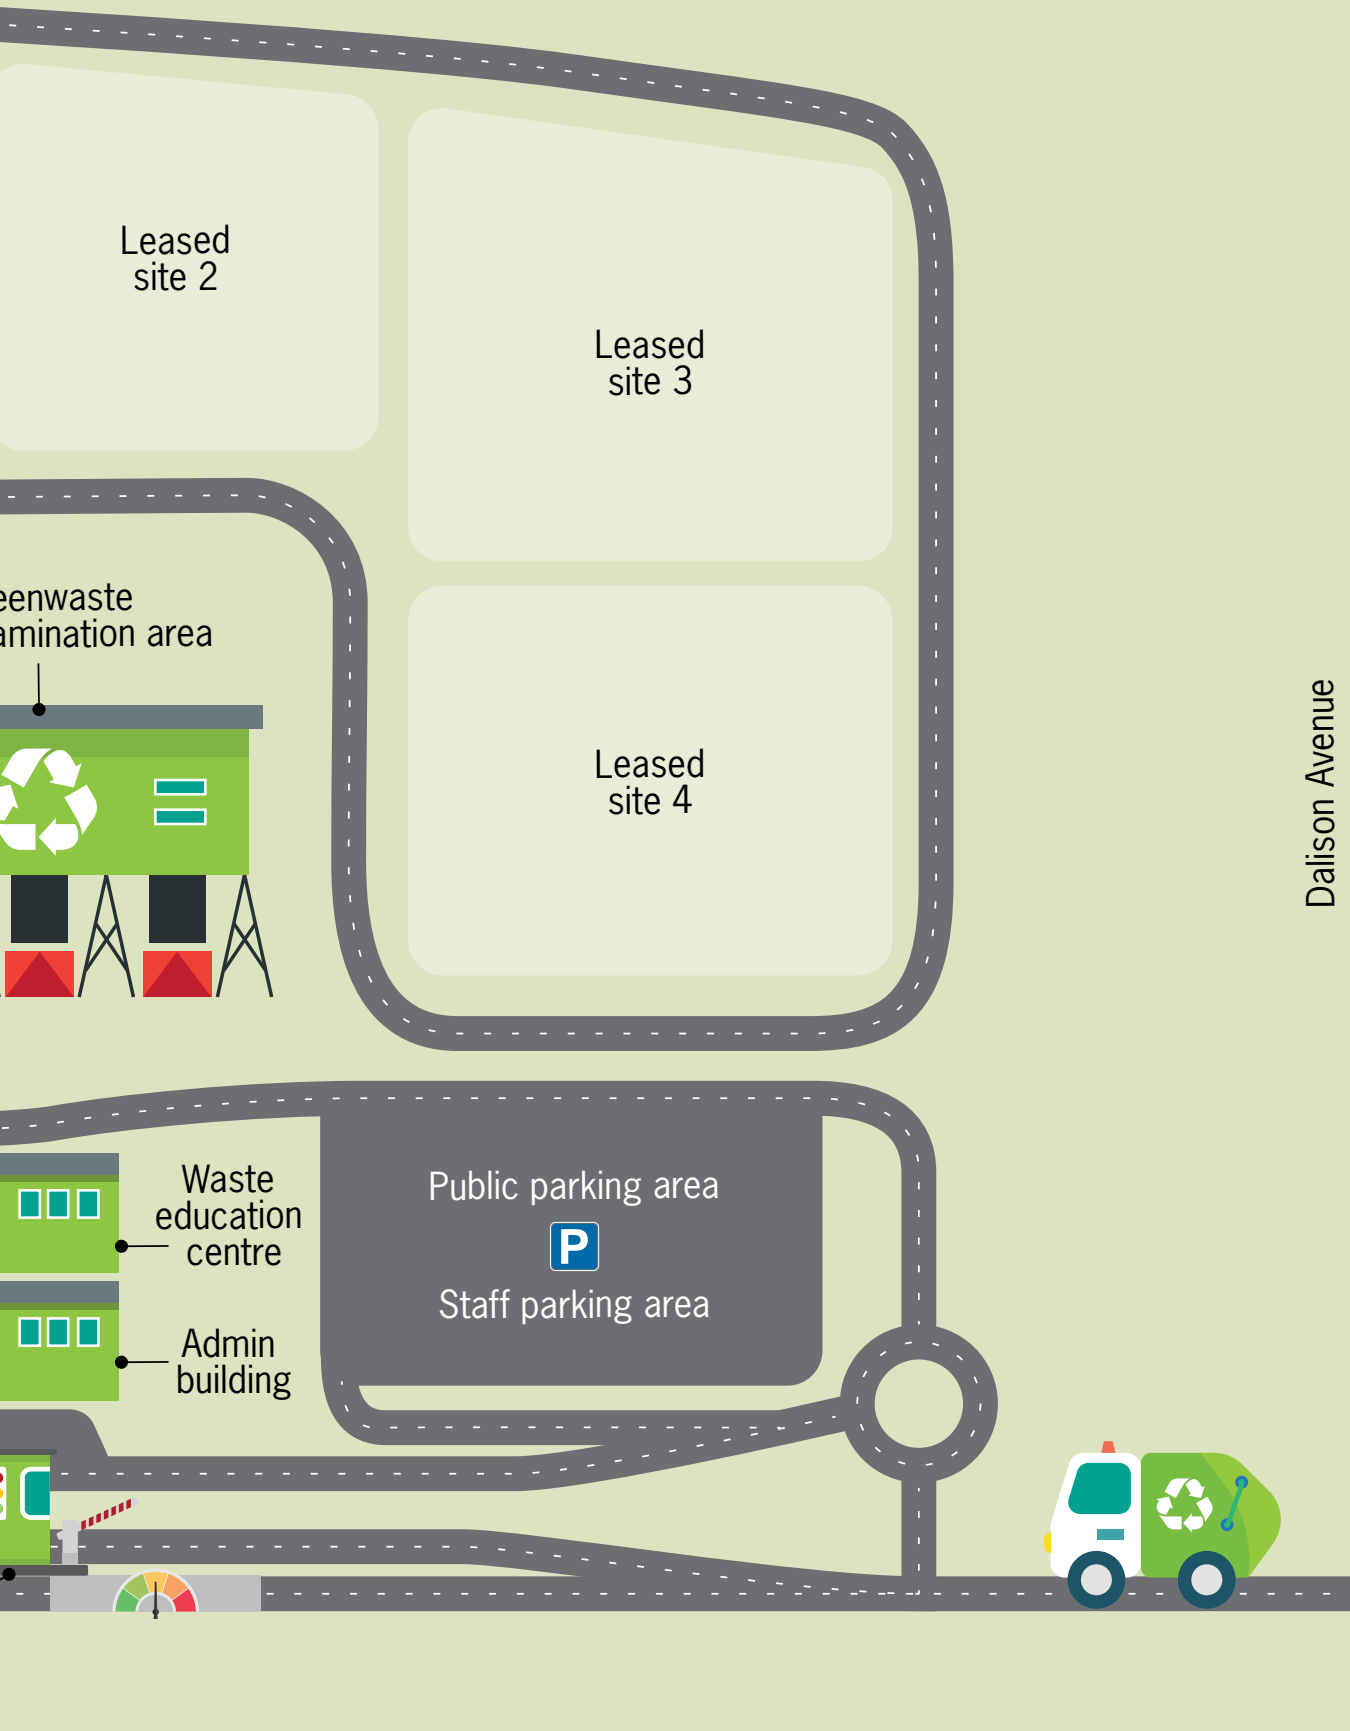 Leased
site 2
Leased
site 3
eenwaste
amination area
Leased
site 4
Dalison Avenue
Waste
education
centre
Public parking area
P
Staff parking area
Admin
building